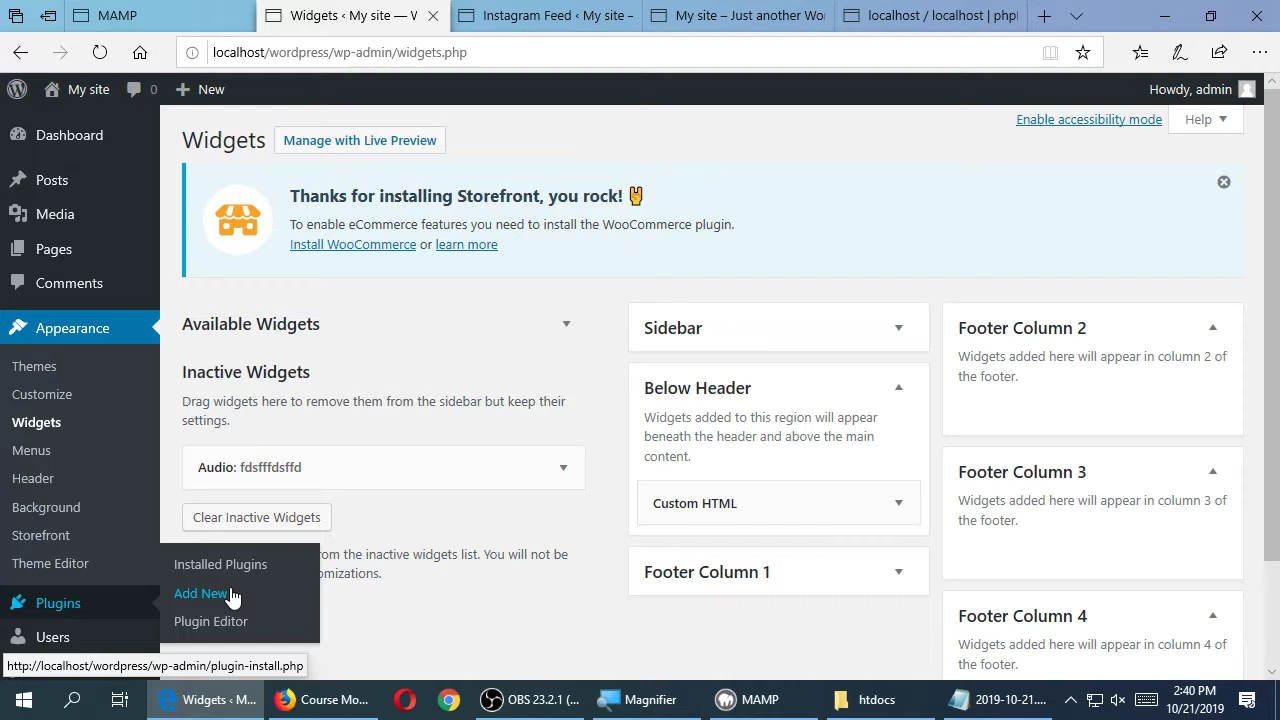 MAMP
Widgets ‹ My site — W
Instagram Feed ‹ My site –
My site – Just another Wo
localhost / localhost | phpl
localhost/wordpress/wp-admin/widgets.php
My site
0
New
Howdy, admin
Dashboard
Posts
Media
Pages
Comments
Appearance
Themes
Customize
Widgets
Menus
Header
Background
Storefront
Theme Editor
Plugins
Users
Installed Plugins
Add New
Plugin Editor
http://localhost/wordpress/wp-admin/plugin-install.php
Widgets
Manage with Live Preview
Enable accessibility mode
Help
Thanks for installing Storefront, you rock! 🤘
To enable eCommerce features you need to install the WooCommerce plugin.
Install WooCommerce or learn more
Available Widgets
Inactive Widgets
Drag widgets here to remove them from the sidebar but keep their
settings.
Audio: fdsfffdsffd
Clear Inactive Widgets
from the inactive widgets list. You will not be
Sidebar
Below Header
Widgets added to this region will appear
beneath the header and above the main
content.
Custom HTML
Footer Column 1
Footer Column 2
Widgets added here will appear in column 2 of
the footer.
Footer Column 3
Widgets added here will appear in column 3 of
the footer.
Footer Column 4
Widgets added here will appear in column 4 of
the footer.
Widgets ‹ M...
Course Mo...
OBS 23.2.1 (...
Magnifier
MAMP
htdocs
2019-10-21....
2:40 PM
10/21/2019